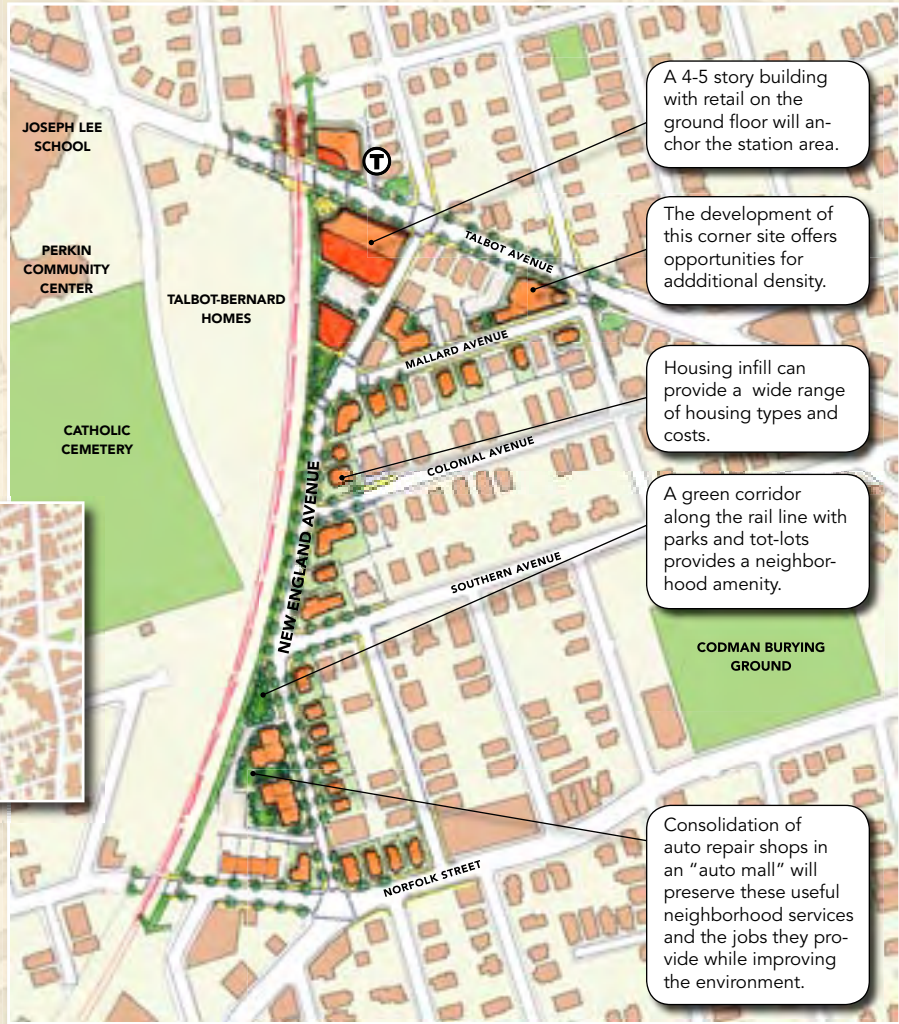 JOSEPH LEE
SCHOOL
PERKIN
COMMUNITY
CENTER
TALBOT-BERNARD
HOMES
CATHOLIC
CEMETERY
T
TALBOT AVENUE
MALLARD AVENUE
COLONIAL AVENUE
NEW ENGLAND AVENUE
SOUTHERN AVENUE
CODMAN BURYING
GROUND
NORFOLK STREET
A 4-5 story building
with retail on the
ground floor will an-
chor the station area.
The development of
this corner site offers
opportunities for
addditional density.
Housing infill can
provide a wide range
of housing types and
costs.
A green corridor
along the rail line with
parks and tot-lots
provides a neighbor-
hood amenity.
Consolidation of
auto repair shops in
an “auto mall” will
preserve these useful
neighborhood services
and the jobs they pro-
vide while improving
the environment.